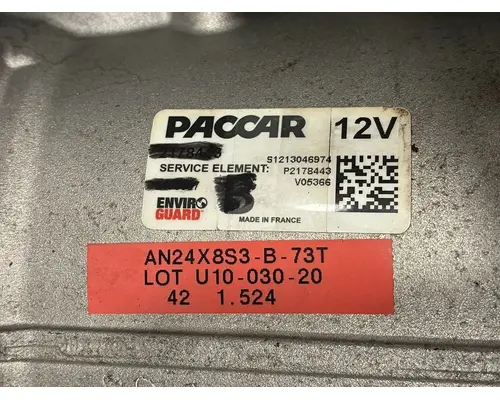 PACCAR 12V
S1213046974
SERVICE ELEMENT: P2178443
V05366
ENVIRO
GUARD
MADE IN FRANCE
AN24X8S3-B-73T
LOT U10-030-20
42 1.524